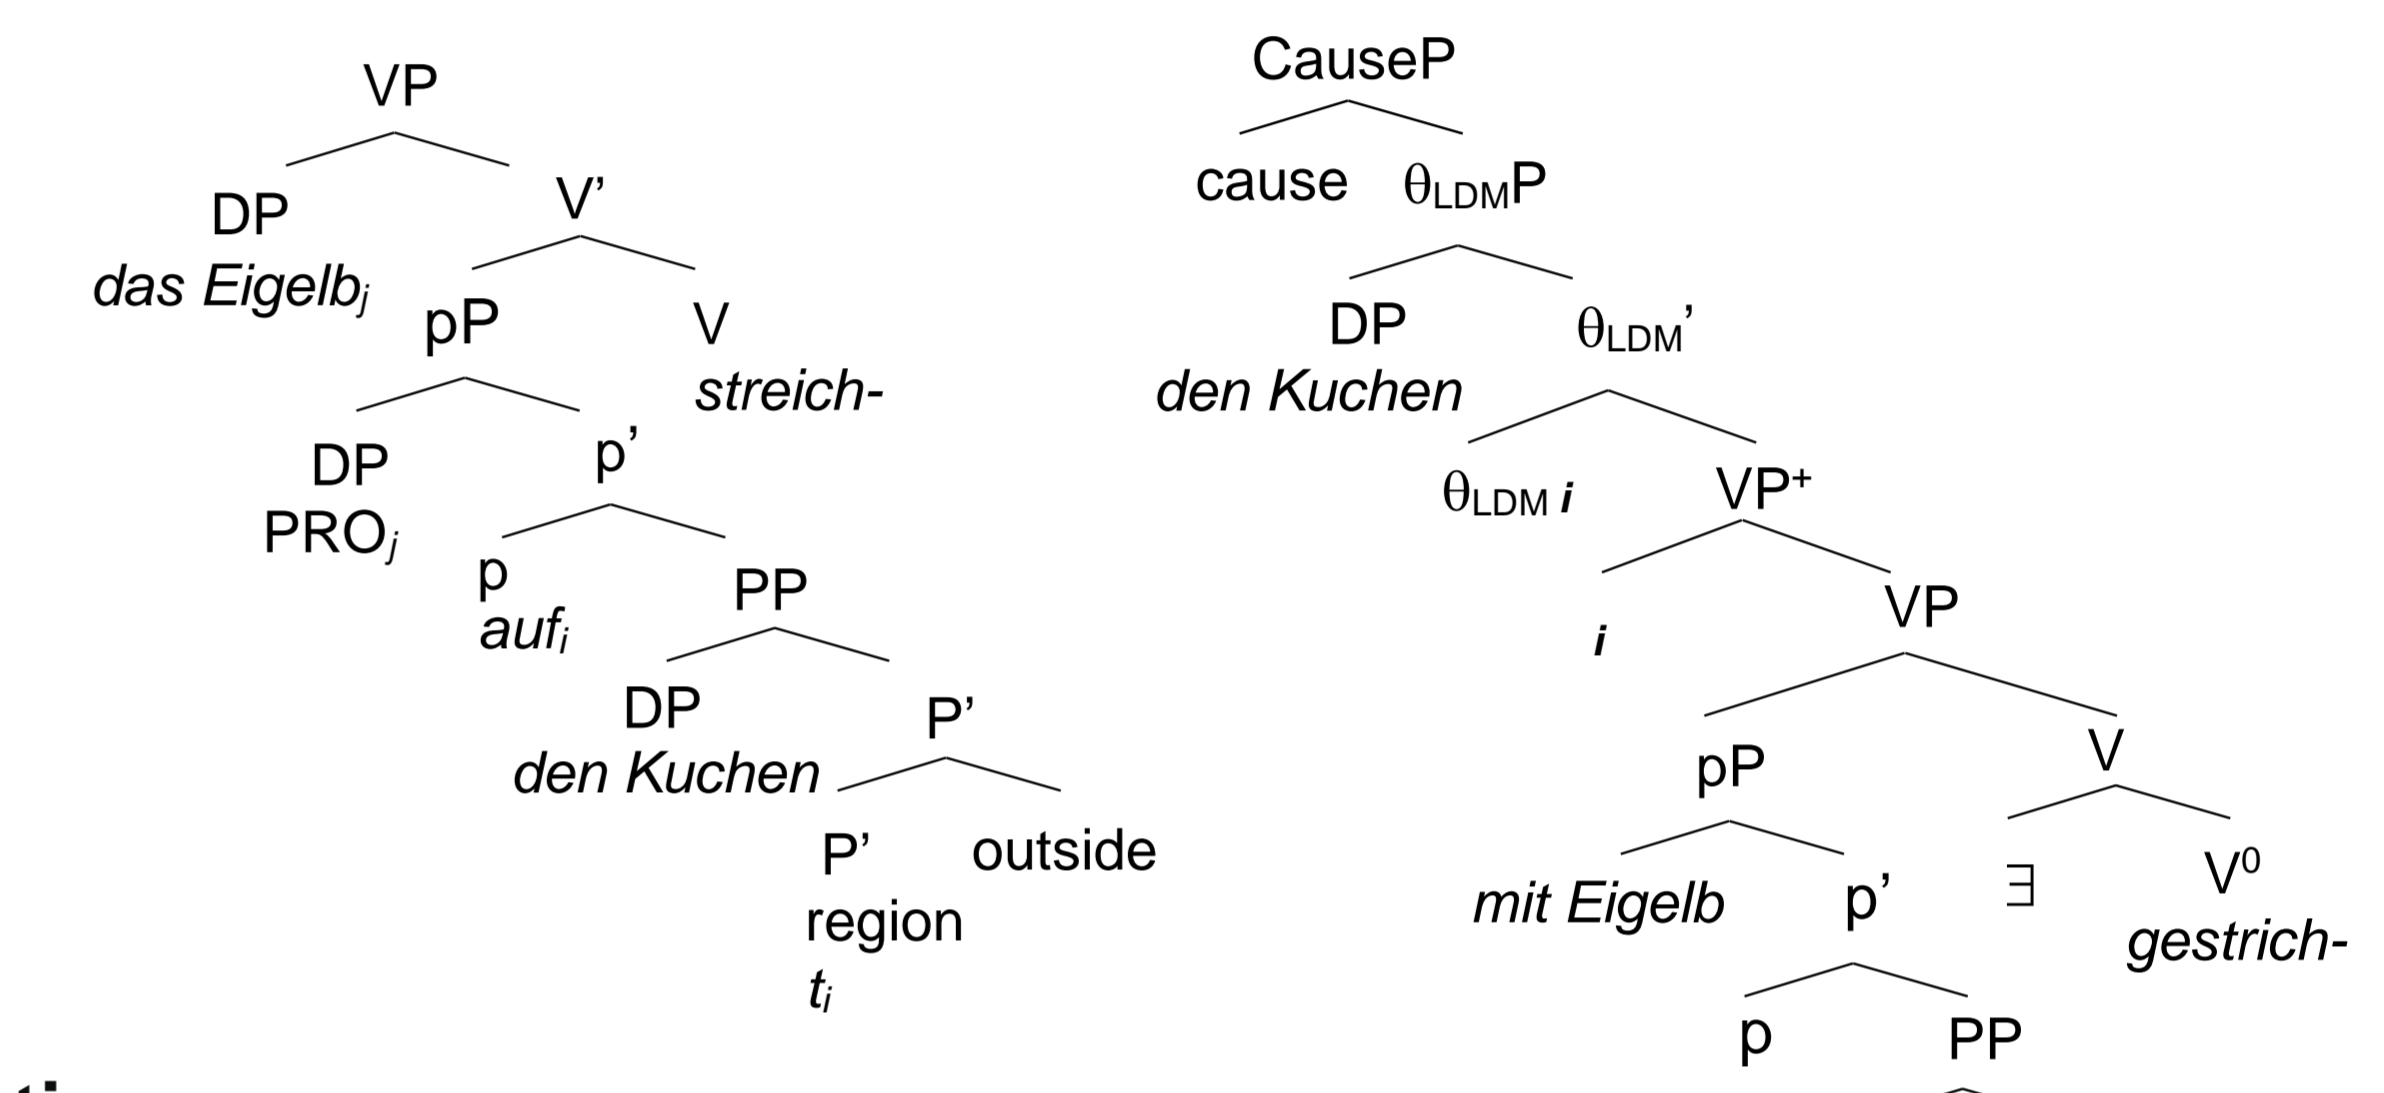 VP
DP V’
das Eigelbj
pP V
streich-
DP p’
PROj
p PP
aufi
DP P’
den Kuchen
P’ outside
region
ti
CauseP
cause θLDMP
DP θLDM’
den Kuchen
θLDM i VP+
i VP
pP V
mit Eigelb p’ ∃ V0
gestrich-
p PP